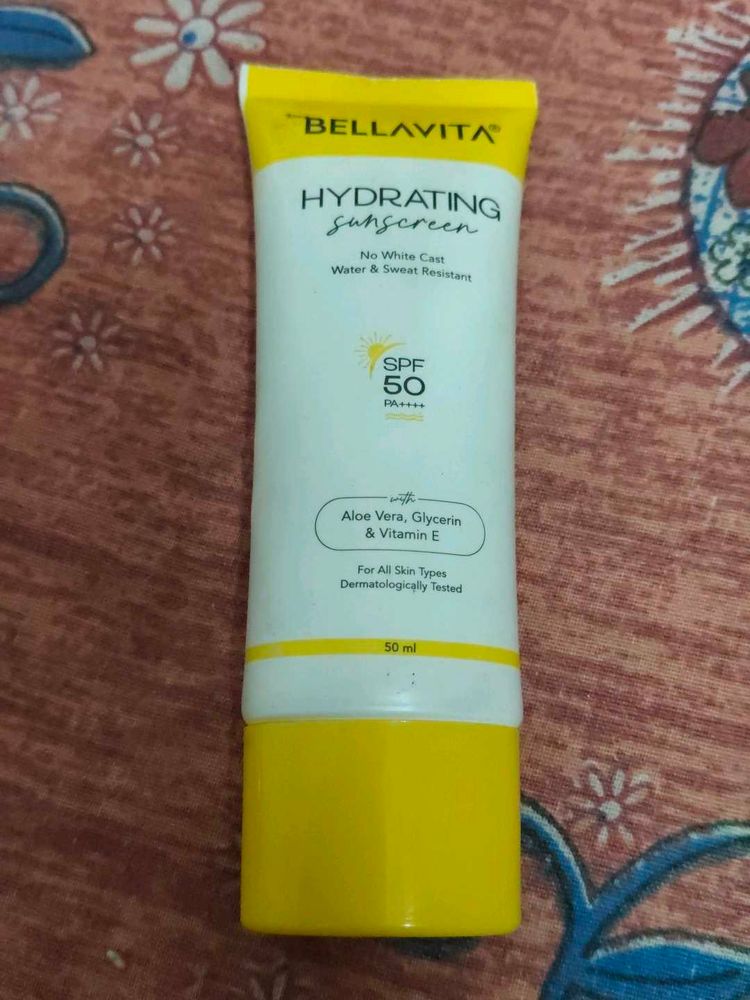 BELLAVITA®
HYDRATING
sunscreen
No White Cast
Water & Sweat Resistant
SPF
50
PA++++
with
Aloe Vera, Glycerin
& Vitamin E
For All Skin Types
Dermatologically Tested
50 ml